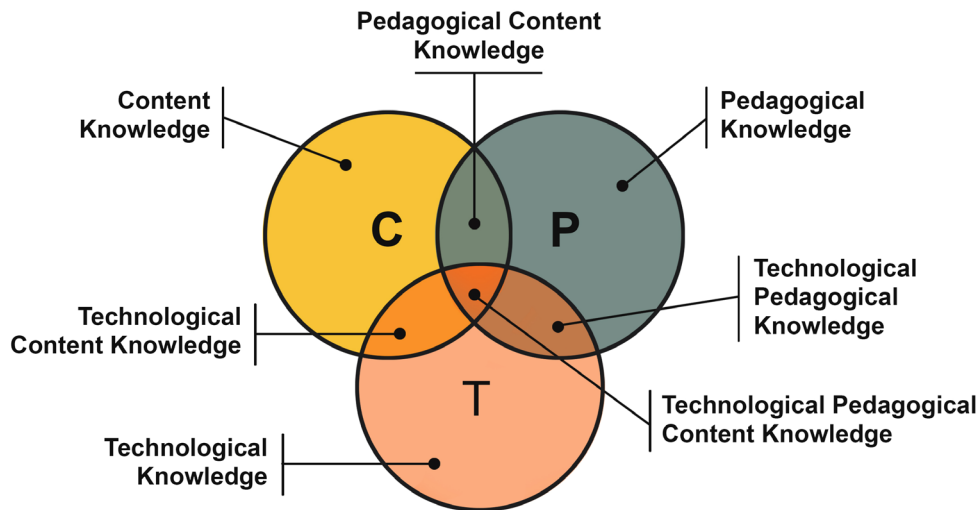 Pedagogical Content
Knowledge
Content
Knowledge
Pedagogical
Knowledge
C
P
Technological
Pedagogical
Knowledge
Technological
Content Knowledge
T
Technological Pedagogical
Content Knowledge
Technological
Knowledge